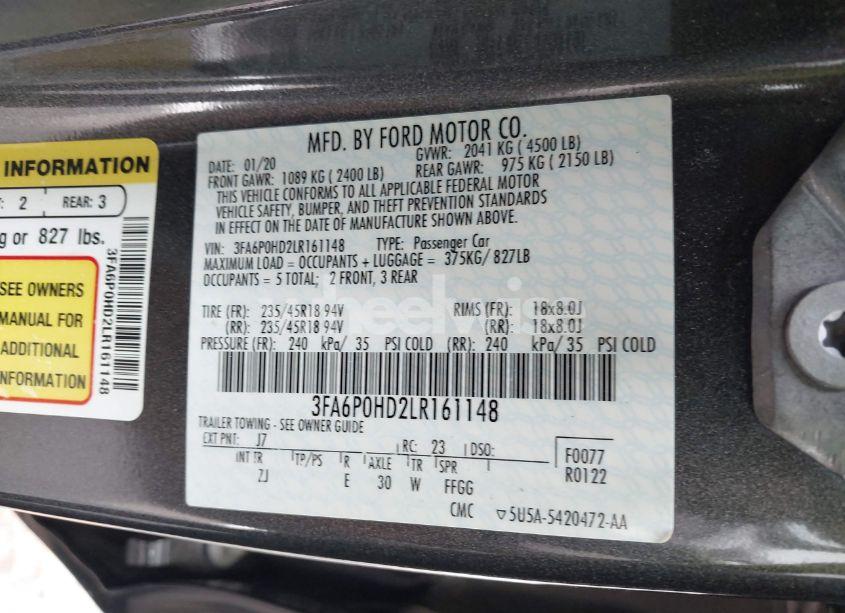 INFORMATION
2 REAR: 3
g or 827 lbs.
SEE OWNERS
MANUAL FOR
ADDITIONAL
INFORMATION
3FA6P0HD2LR161148
MFD. BY FORD MOTOR CO.
DATE: 01/20 GVWR: 2041 KG ( 4500 LB)
FRONT GAWR: 1089 KG ( 2400 LB) REAR GAWR: 975 KG ( 2150 LB)
THIS VEHICLE CONFORMS TO ALL APPLICABLE FEDERAL MOTOR
VEHICLE SAFETY, BUMPER, AND THEFT PREVENTION STANDARDS
IN EFFECT ON THE DATE OF MANUFACTURE SHOWN ABOVE.
VIN: 3FA6P0HD2LR161148 TYPE: Passenger Car
MAXIMUM LOAD = OCCUPANTS + LUGGAGE = 375KG/ 827LB
OCCUPANTS = 5 TOTAL; 2 FRONT, 3 REAR
TIRE (FR): 235/45R18 94V RIMS (FR): 18x8.0J
(RR): 235/45R18 94V (RR): 18x8.0J
PRESSURE (FR): 240 kPa/ 35 PSI COLD (RR): 240 kPa/ 35 PSI COLD
3FA6P0HD2LR161148
TRAILER TOWING - SEE OWNER GUIDE
EXT PNT: J7 RC: 23 DSO: F0077
INT TR TP/PS R AXLE TR SPR R0122
ZJ E 30 W FFGG
CMC 5U5A-5420472-AA